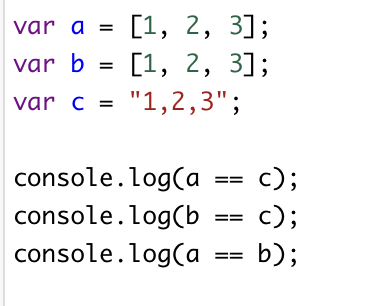 var a = [1, 2, 3];
var b = [1, 2, 3];
var c = "1,2,3";
console.log(a == c);
console.log(b == c);
console.log(a == b);